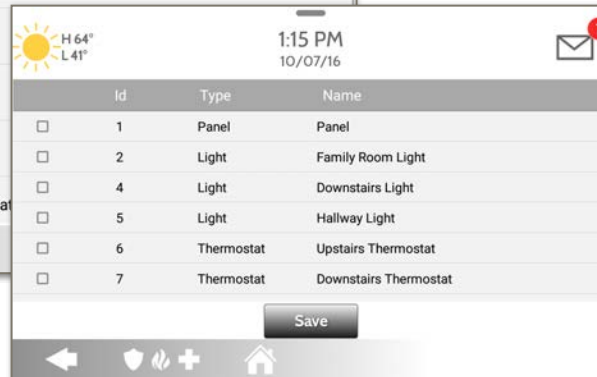 H 64°
L 41°
1:15 PM
10/07/16
Id Type Name
1 Panel Panel
2 Light Family Room Light
4 Light Downstairs Light
5 Light Hallway Light
6 Thermostat Upstairs Thermostat
7 Thermostat Downstairs Thermostat
Save